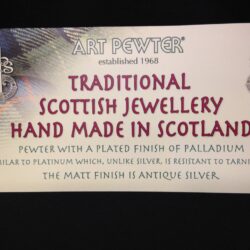 ART PEWTER®
established 1968
TRADITIONAL
SCOTTISH JEWELLERY
HAND MADE IN SCOTLAND
PEWTER WITH A PLATED FINISH OF PALLADIUM
TO PLATINUM WHICH, UNLIKE SILVER, IS RESISTANT TO
THE MATT FINISH IS ANTIQUE SILVER